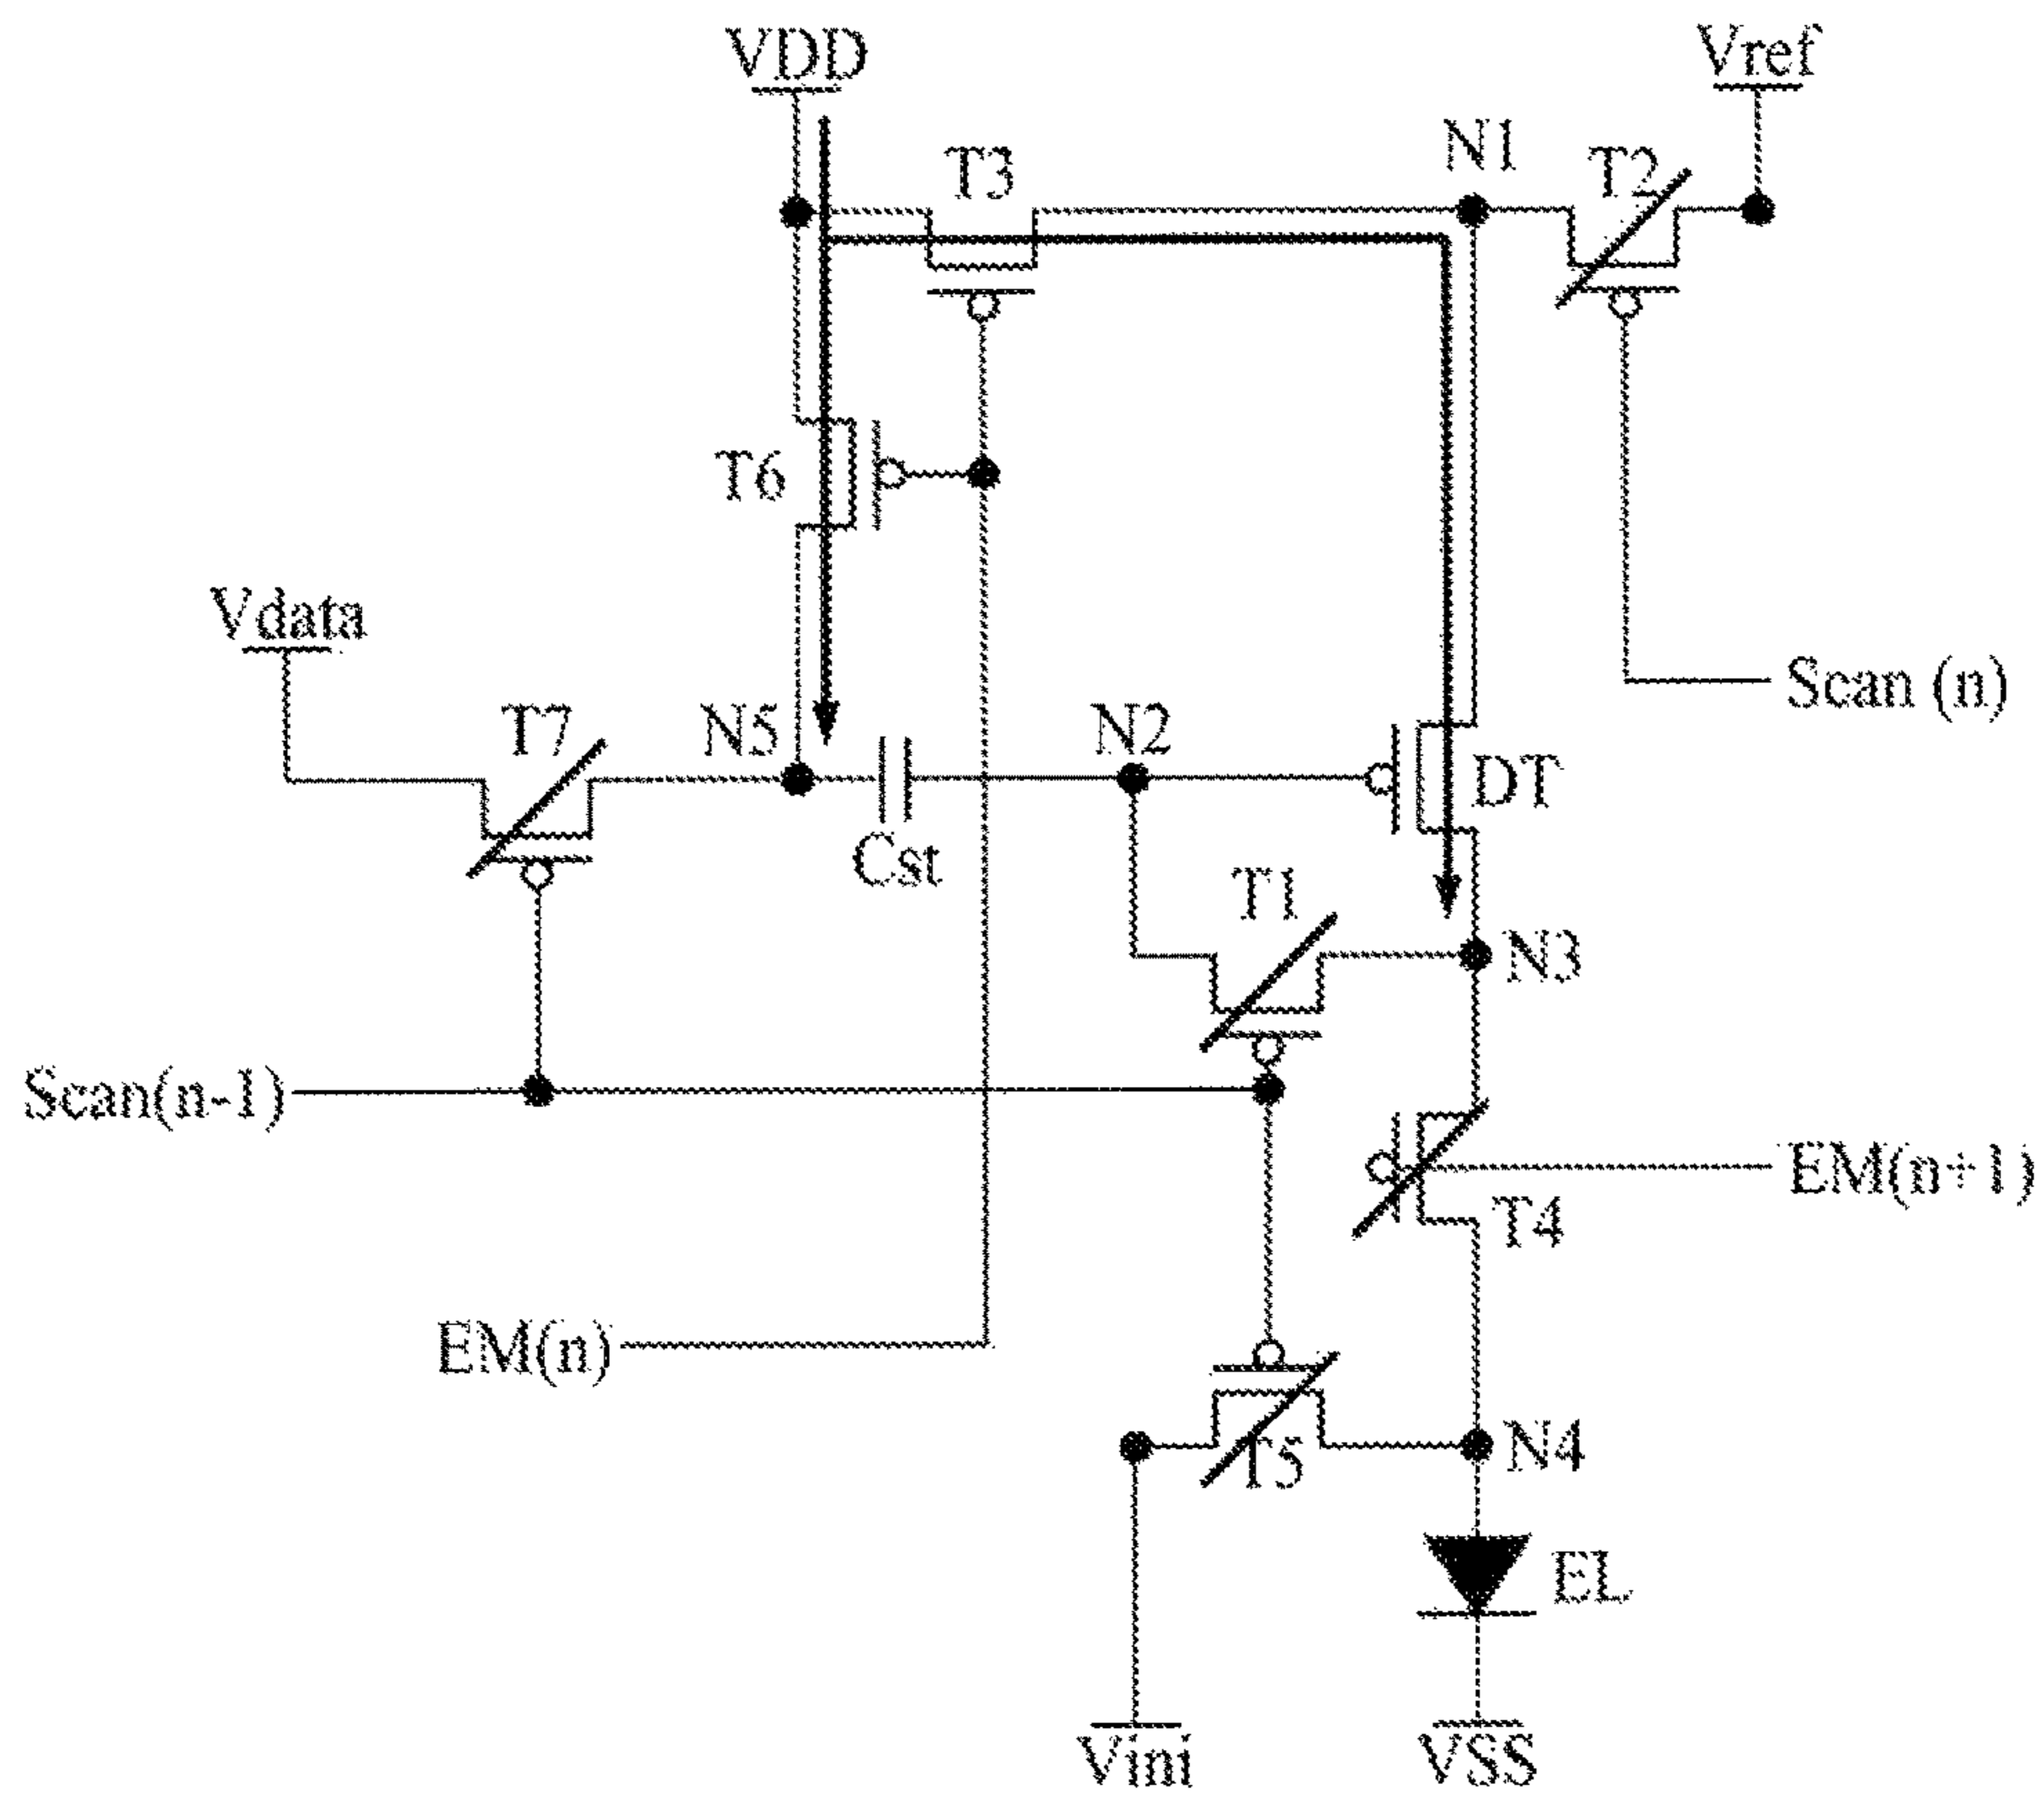 VDD
Vref
T3
N1
T2
T6
Vdata
Scan (n)
T7
N5
N2
DT
Cst
T1
N3
Scan(n-1)
EM(n+1)
T4
EM(n)
T5
N4
EL
Vini
VSS